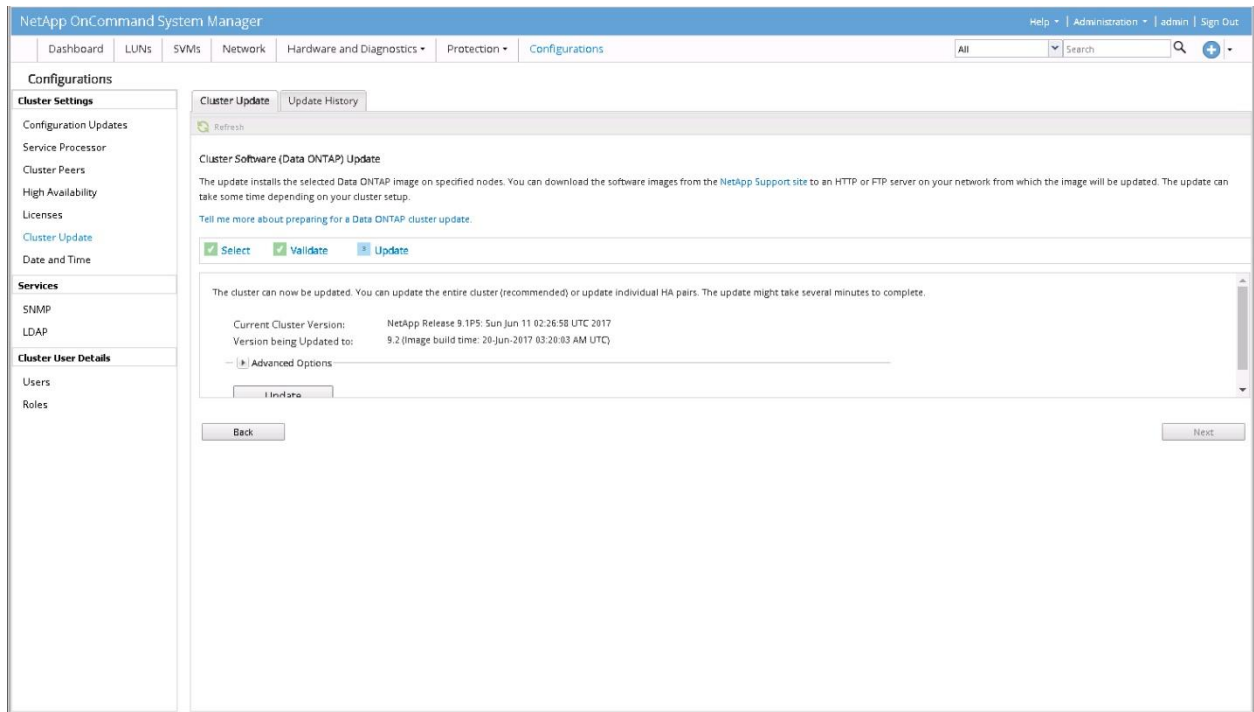 NetApp OnCommand System Manager
Help | Administration | admin | Sign Out
Dashboard LUNs SVMs Network Hardware and Diagnostics Protection Configurations All Search
Configurations
Cluster Settings
Configuration Updates
Service Processor
Cluster Peers
High Availability
Licenses
Cluster Update
Date and Time
Services
SNMP
LDAP
Cluster User Details
Users
Roles
Cluster Update Update History
Refresh
Cluster Software (Data ONTAP) Update
The update installs the selected Data ONTAP image on specified nodes. You can download the software images from the NetApp Support site to an HTTP or FTP server on your network from which the image will be updated. The update can
take some time depending on your cluster setup.
Tell me more about preparing for a Data ONTAP cluster update.
Select Validate 3 Update
The cluster can now be updated. You can update the entire cluster (recommended) or update individual HA pairs. The update might take several minutes to complete.
Current Cluster Version: NetApp Release 9.1P5: Sun Jun 11 02:26:58 UTC 2017
Version being Updated to: 9.2 (Image build time: 20-Jun-2017 03:20:03 AM UTC)
Advanced Options
Update
Back Next